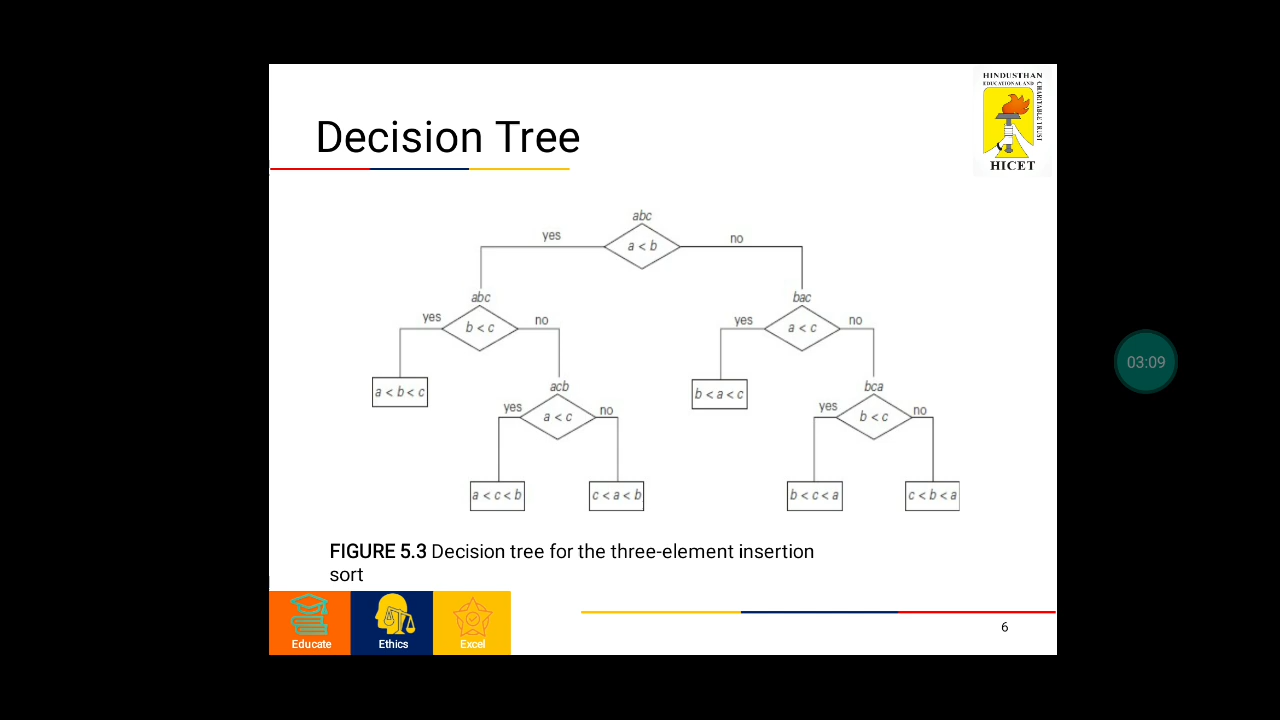 HINDUSTHAN
EDUCATIONAL AND
CHARITABLE TRUST
HICET
Decision Tree
abc
yes
a < b
no
abc
bac
yes
b < c
no
yes
a < c
no
a < b < c
acb
b < a < c
bca
yes
a < c
no
yes
b < c
no
a < c < b
c < a < b
b < c < a
c < b < a
03:09
FIGURE 5.3 Decision tree for the three-element insertion
sort
Educate
Ethics
Excel
6